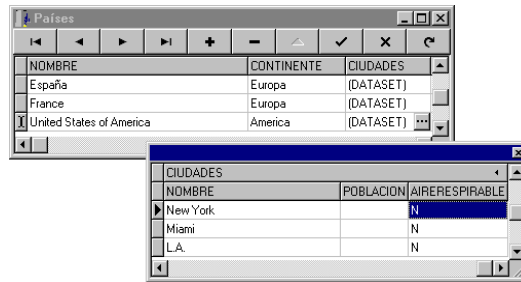 Países
NOMBRE CONTINENTE CIUDADES
España Europa (DATASET)
France Europa (DATASET)
United States of America America (DATASET) ...
CIUDADES
NOMBRE POBLACION AIRERESPIRABLE
New York N
Miami N
L.A. N